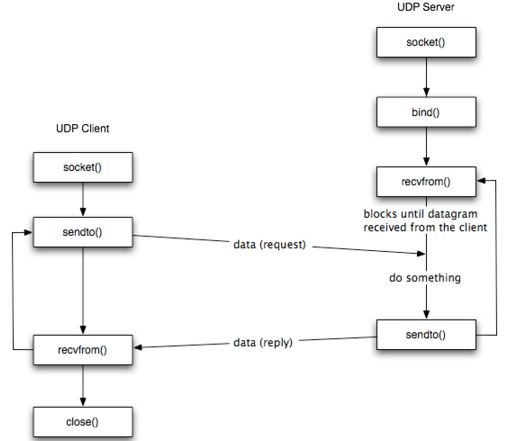 UDP Server
socket()
bind()
UDP Client
socket()
recvfrom()
blocks until datagram
received from the client
sendto()
data (request)
do something
sendto()
data (reply)
recvfrom()
close()